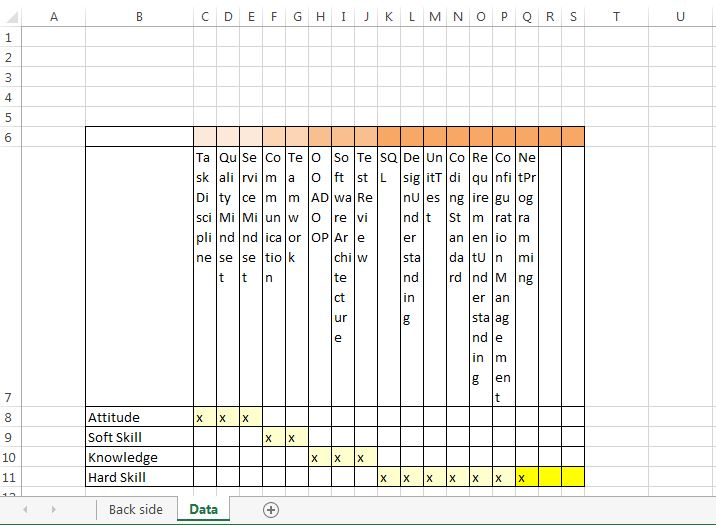 A B C D E F G H I J K L M N O P Q R S T U
1
2
3
4
5
6
7
TaskDiscipline
QualityMindset
ServiceMindset
Communication
Teamwork
OOADOOP
SoftwareArchitecture
TestReview
SQL
DesignUnderstanding
UnitTest
CodingStandard
RequirementUnderstanding
ConfigurationManagement
NetProgramming
8 Attitude x x x
9 Soft Skill x x
10 Knowledge x x x
11 Hard Skill x x x x x x x
12
Back side Data